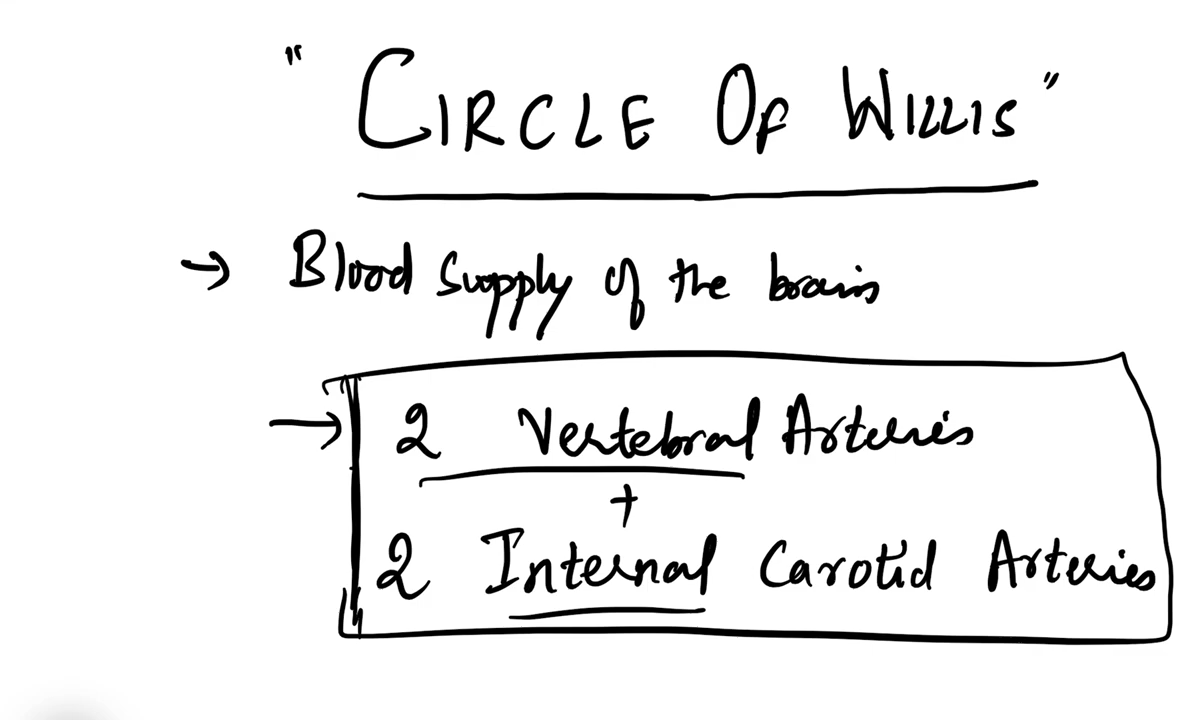 " CIRCLE OF WILLIS "
→ Blood supply of the brain
→ 2 Vertebral Arteries
+
2 Internal Carotid Arteries